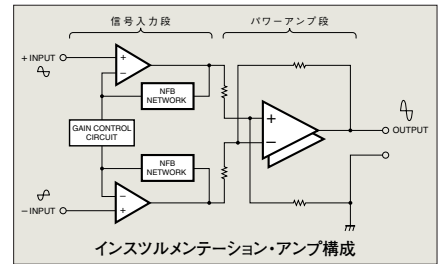 信号入力段
パワーアンプ段
+ INPUT
+
−
NFB
NETWORK
GAIN CONTROL
CIRCUIT
NFB
NETWORK
−
+
− INPUT
+
−
OUTPUT
インスツルメンテーション・アンプ構成